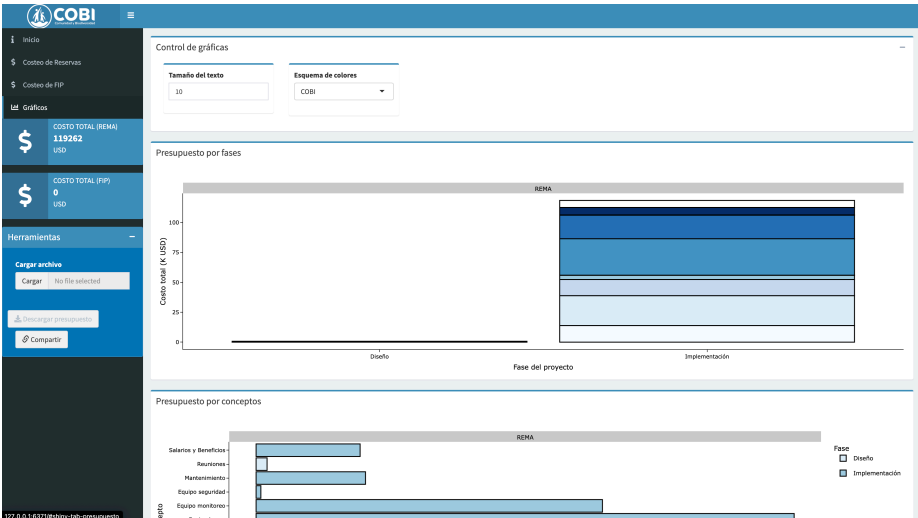 COBI
Comunidad y Biodiversidad
Inicio
Costeo de Reservas
Costeo de FIP
Gráficos
COSTO TOTAL (REMA)
119262
USD
COSTO TOTAL (FIP)
0
USD
Herramientas
Cargar archivo
Cargar No file selected
Descargar presupuesto
Compartir
127.0.0.1:6371/#shiny-tab-presupuesto
Control de gráficas
Tamaño del texto
10
Esquema de colores
COBI
Presupuesto por fases
REMA
Costo total (K USD)
100
75
50
25
0
Diseño
Implementación
Fase del proyecto
Presupuesto por conceptos
REMA
Salarios y Beneficios
Reuniones
Mantenimiento
Equipo seguridad
Equipo monitoreo
Fase
Diseño
Implementación